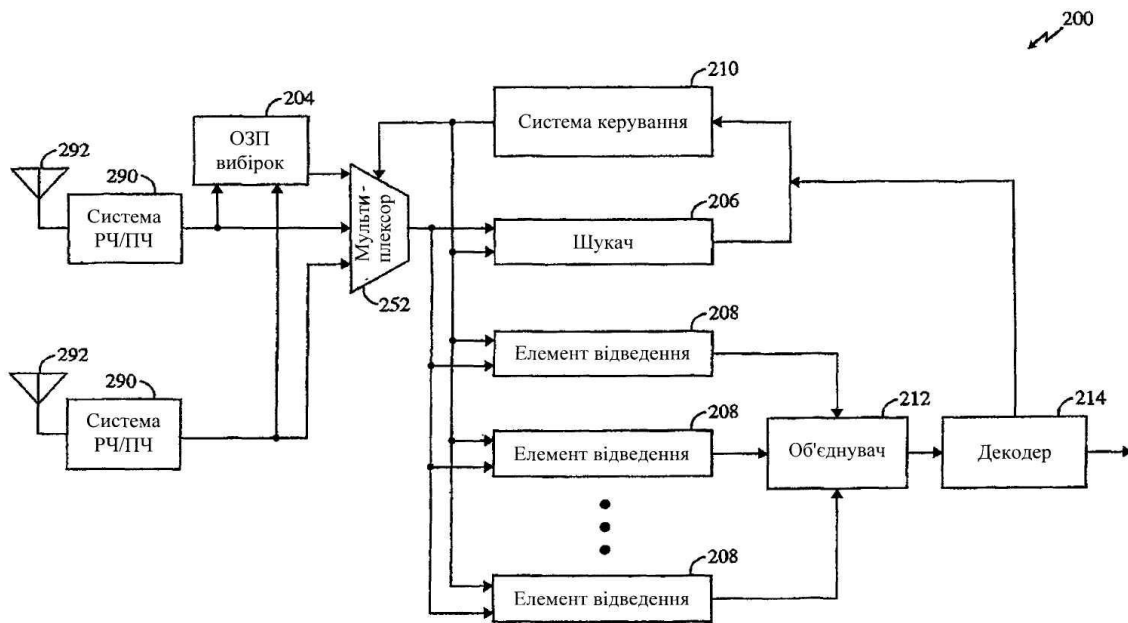 200
210
Система керування
204
ОЗП
вибірок
292
290
Система
РЧ/ПЧ
Мульти -
плексор
252
206
Шукач
208
Елемент відведення
292
290
Система
РЧ/ПЧ
208
Елемент відведення
212
Об'єднувач
214
Декодер
208
Елемент відведення